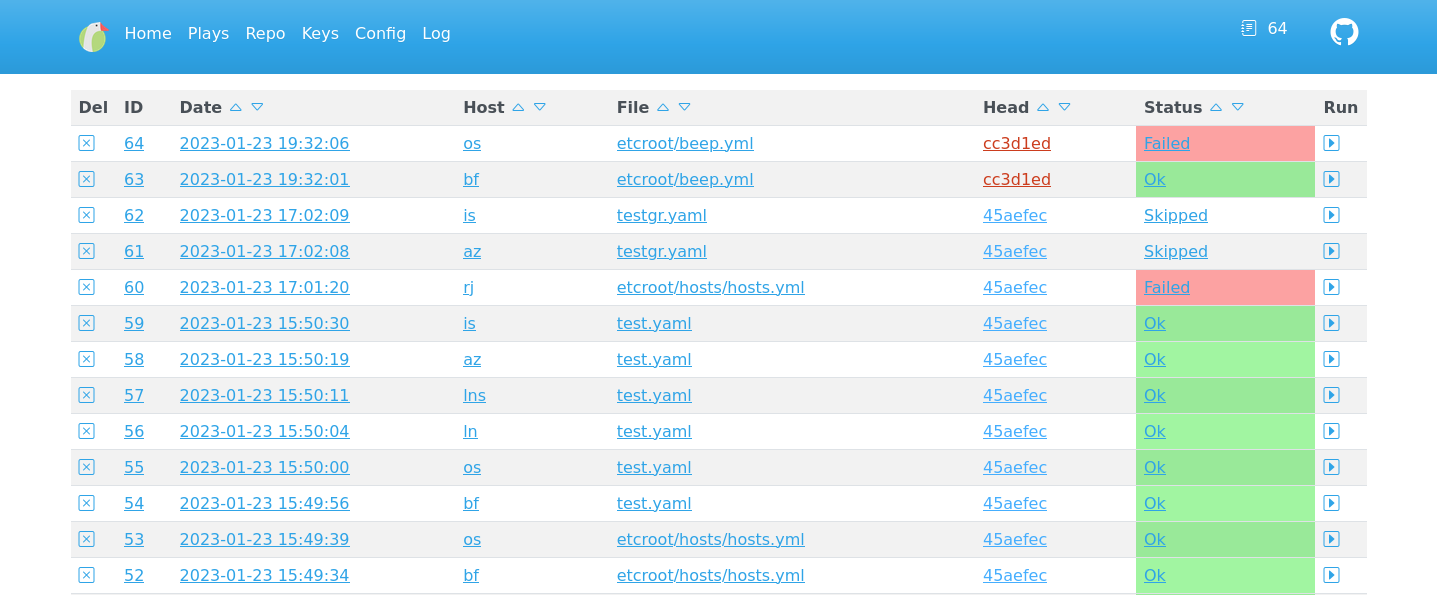 Home Plays Repo Keys Config Log 64
Del ID Date Host File Head Status Run
64 2023-01-23 19:32:06 os etcroot/beep.yml cc3d1ed Failed
63 2023-01-23 19:32:01 bf etcroot/beep.yml cc3d1ed Ok
62 2023-01-23 17:02:09 is testgr.yaml 45aefec Skipped
61 2023-01-23 17:02:08 az testgr.yaml 45aefec Skipped
60 2023-01-23 17:01:20 rj etcroot/hosts/hosts.yml 45aefec Failed
59 2023-01-23 15:50:30 is test.yaml 45aefec Ok
58 2023-01-23 15:50:19 az test.yaml 45aefec Ok
57 2023-01-23 15:50:11 lns test.yaml 45aefec Ok
56 2023-01-23 15:50:04 ln test.yaml 45aefec Ok
55 2023-01-23 15:50:00 os test.yaml 45aefec Ok
54 2023-01-23 15:49:56 bf test.yaml 45aefec Ok
53 2023-01-23 15:49:39 os etcroot/hosts/hosts.yml 45aefec Ok
52 2023-01-23 15:49:34 bf etcroot/hosts/hosts.yml 45aefec Ok